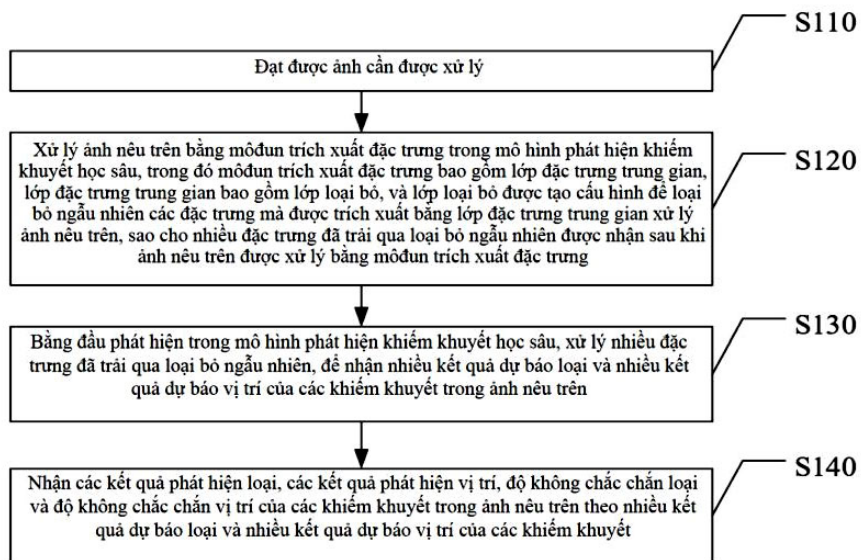 S110
Đạt được ảnh cần được xử lý
S120
Xử lý ảnh nêu trên bằng môđun trích xuất đặc trưng trong mô hình phát hiện khiếm
khuyết học sâu, trong đó môđun trích xuất đặc trưng bao gồm lớp đặc trưng trung gian,
lớp đặc trưng trung gian bao gồm lớp loại bỏ, và lớp loại bỏ được tạo cấu hình để loại
bỏ ngẫu nhiên các đặc trưng mà được trích xuất bằng lớp đặc trưng trung gian xử lý
ảnh nêu trên, sao cho nhiều đặc trưng đã trải qua loại bỏ ngẫu nhiên được nhận sau khi
ảnh nêu trên được xử lý bằng môđun trích xuất đặc trưng
S130
Bằng đầu phát hiện trong mô hình phát hiện khiếm khuyết học sâu, xử lý nhiều đặc
trưng đã trải qua loại bỏ ngẫu nhiên, để nhận nhiều kết quả dự báo loại và nhiều kết
quả dự báo vị trí của các khiếm khuyết trong ảnh nêu trên
S140
Nhận các kết quả phát hiện loại, các kết quả phát hiện vị trí, độ không chắc chắn loại
và độ không chắc chắn vị trí của các khiếm khuyết trong ảnh nêu trên theo nhiều kết
quả dự báo loại và nhiều kết quả dự báo vị trí của các khiếm khuyết